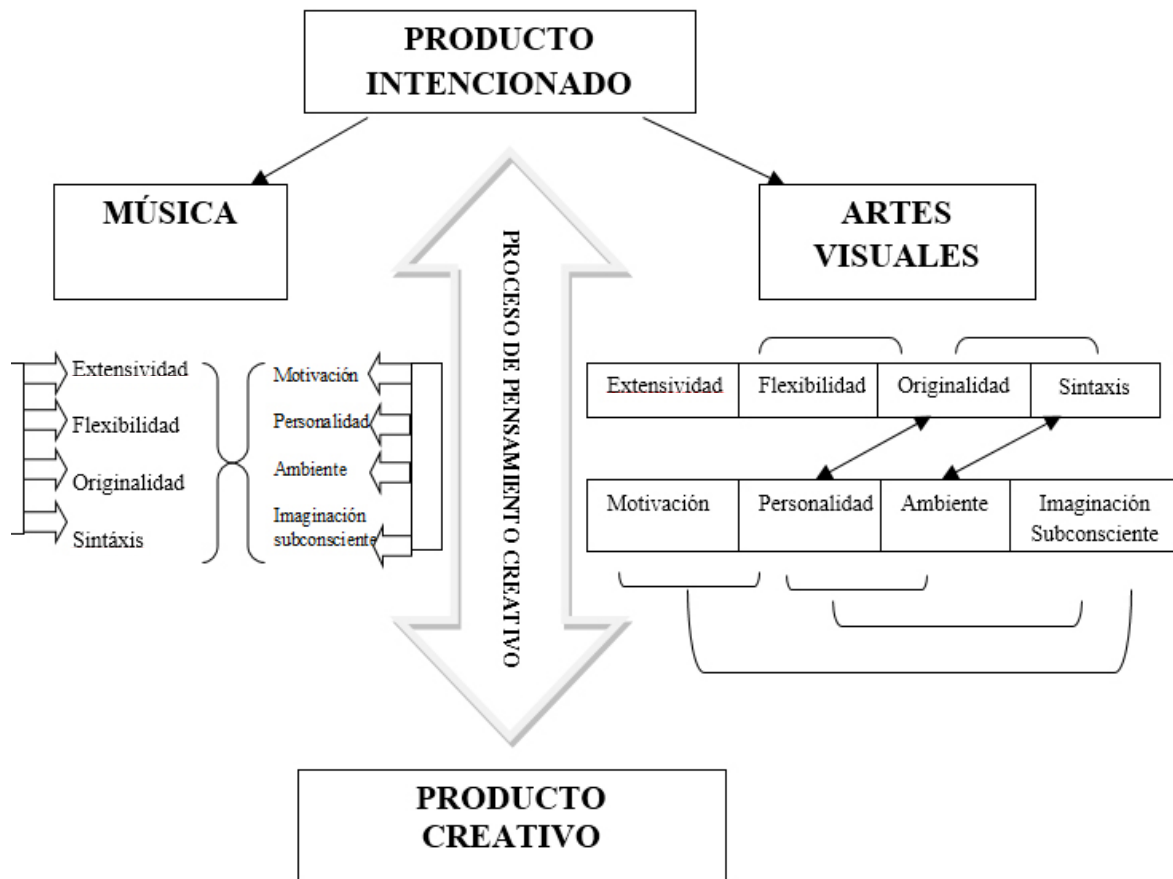 PRODUCTO
INTENCIONADO
MÚSICA
ARTES
VISUALES
PROCESO DE PENSAMIENTO CREATIVO
Extensividad
Flexibilidad
Originalidad
Sintáxis
Motivación
Personalidad
Ambiente
Imaginación
subconsciente
Extensividad
Flexibilidad
Originalidad
Sintaxis
Motivación
Personalidad
Ambiente
Imaginación
Subconsciente
PRODUCTO
CREATIVO